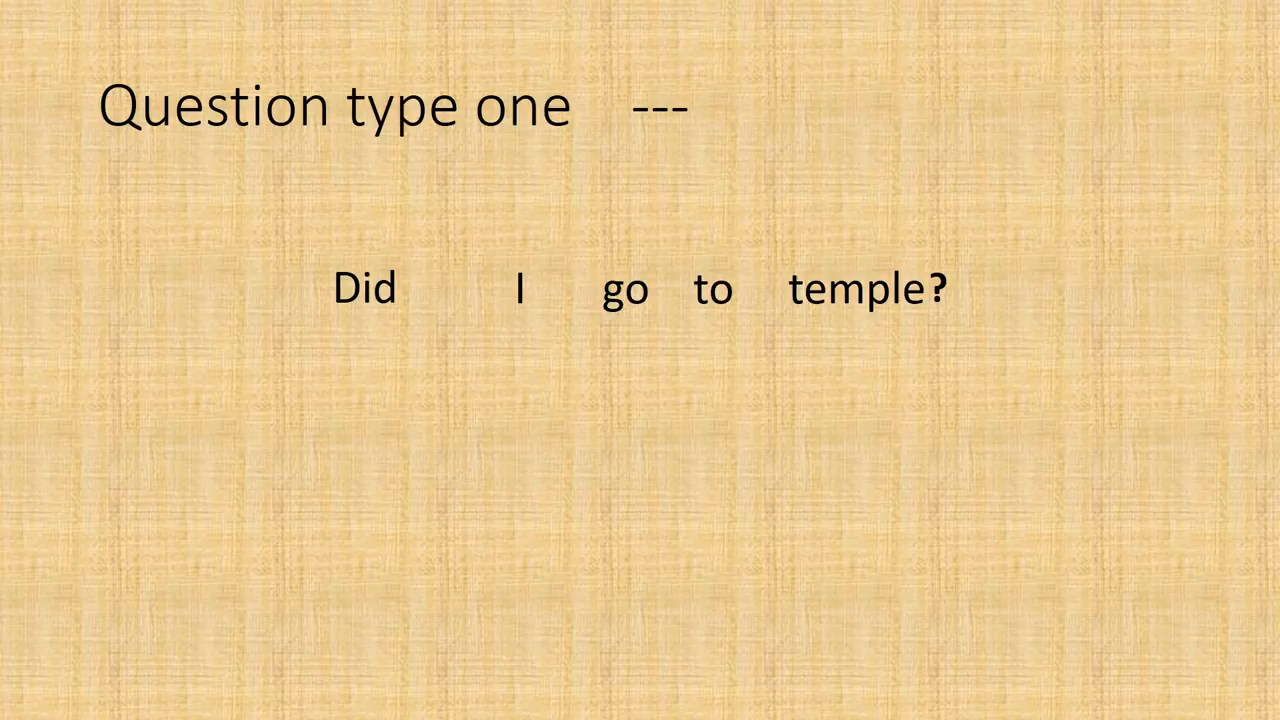 Question type one ---
Did I go to temple?